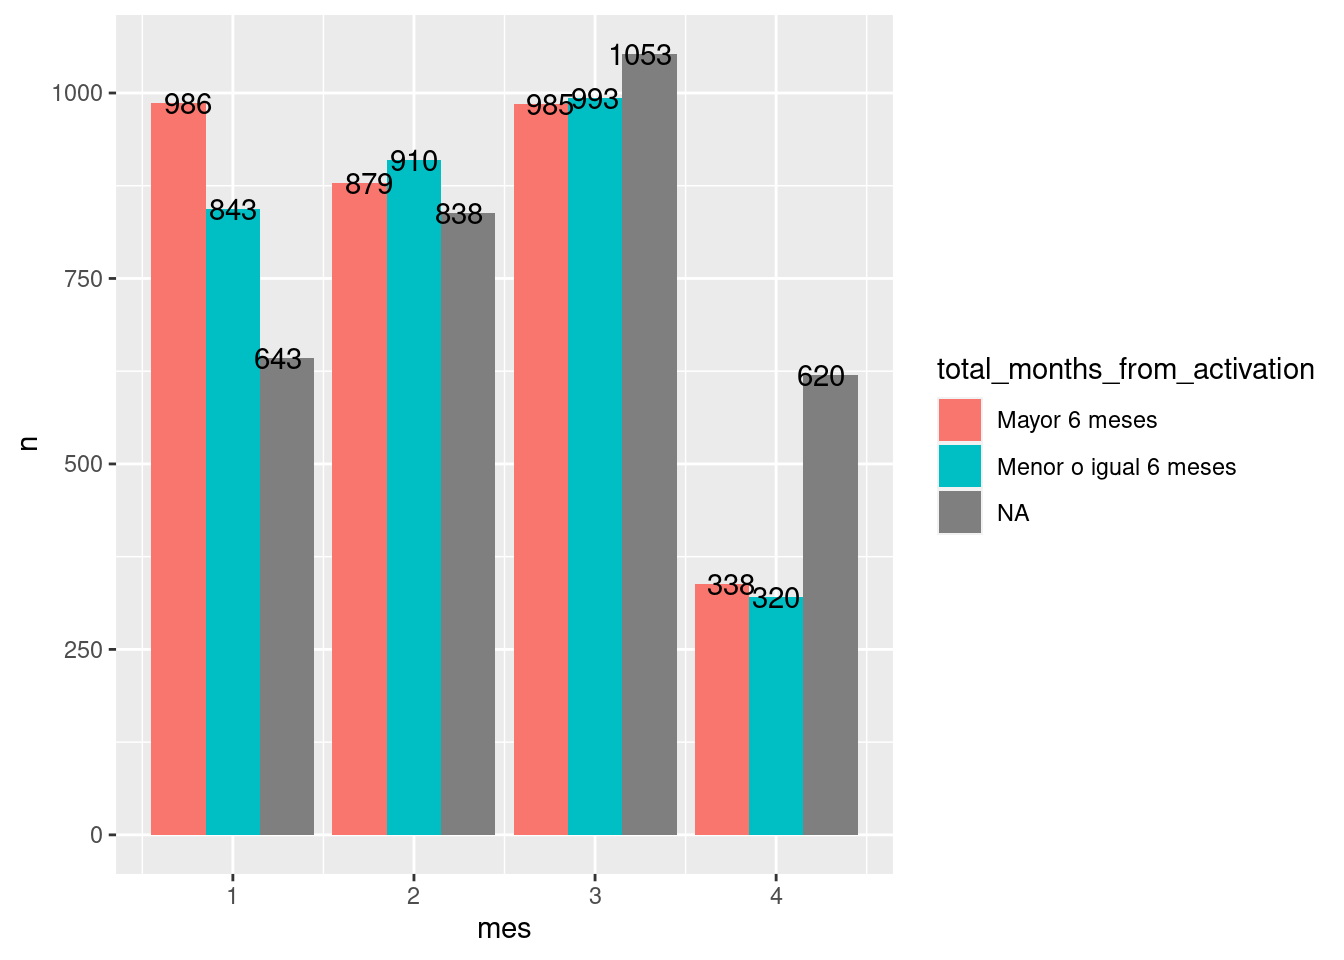 1053
986
985
993
910
879
843
838
643
620
338
320
1000
750
500
250
0
n
1 2 3 4
mes
total_months_from_activation
Mayor 6 meses
Menor o igual 6 meses
NA